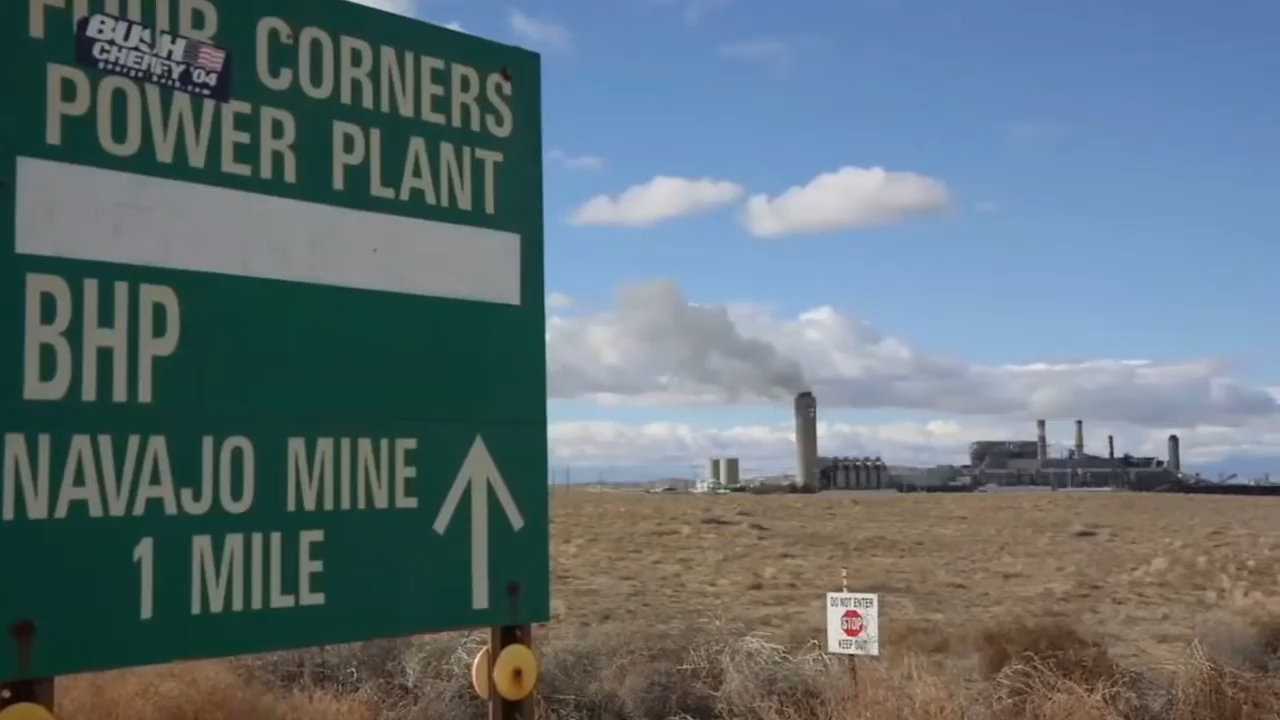 FOUR CORNERS
BUSH
CHENEY '04
POWER PLANT
BHP
NAVAJO MINE
1 MILE
DO NOT ENTER
STOP
KEEP OUT